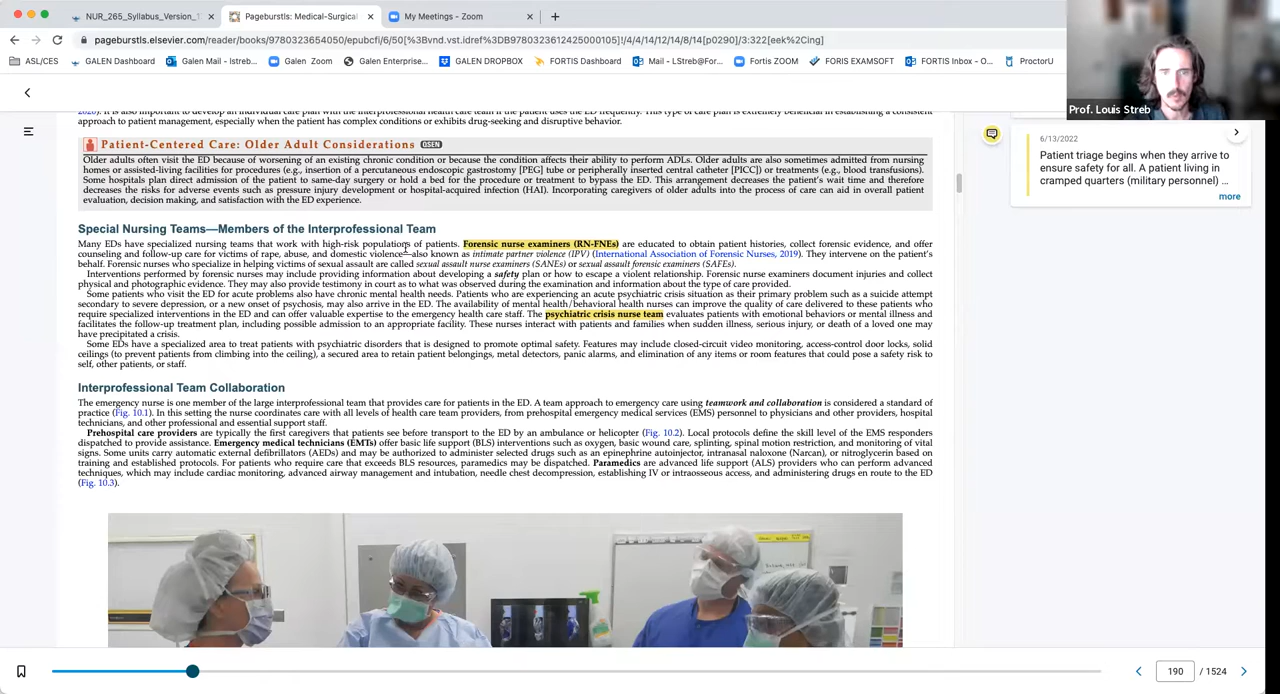 NUR_265_Syllabus_Version_
Pageburstls: Medical-Surgical
My Meetings - Zoom
pageburstls.elsevier.com/reader/books/9780323654050/epubcfi/6/50[%3Bvnd.vst.idref%3DB9780323612425000105]!/4/4/14/12/14/8/14[p0290]/3:322[eek%2Cing]
ASL/CES
GALEN Dashboard
Galen Mail - lstreb...
Galen Zoom
Galen Enterprise...
GALEN DROPBOX
FORTIS Dashboard
Mail - LStreb@For...
Fortis ZOOM
FORIS EXAMSOFT
FORTIS Inbox - O...
ProctorU
Prof. Louis Streb
2020). It is also important to develop an individual care plan with the interprofessional health care team if the patient uses the ED frequently. This type of care plan is extremely beneficial in establishing a consistent
approach to patient management, especially when the patient has complex conditions or exhibits drug-seeking and disruptive behavior.
Patient-Centered Care: Older Adult Considerations QSEN
Older adults often visit the ED because of worsening of an existing chronic condition or because the condition affects their ability to perform ADLs. Older adults are also sometimes admitted from nursing
homes or assisted-living facilities for procedures (e.g., insertion of a percutaneous endoscopic gastrostomy [PEG] tube or peripherally inserted central catheter [PICC]) or treatments (e.g., blood transfusions).
Some hospitals plan direct admission of the patient to same-day surgery or hold a bed for the procedure or treatment to bypass the ED. This arrangement decreases the patient's wait time and therefore
decreases the risks for adverse events such as pressure injury development or hospital-acquired infection (HAI). Incorporating caregivers of older adults into the process of care can aid in overall patient
evaluation, decision making, and satisfaction with the ED experience.
Special Nursing Teams—Members of the Interprofessional Team
Many EDs have specialized nursing teams that work with high-risk populations of patients. Forensic nurse examiners (RN-FNEs) are educated to obtain patient histories, collect forensic evidence, and offer
counseling and follow-up care for victims of rape, abuse, and domestic violence—also known as intimate partner violence (IPV) (International Association of Forensic Nurses, 2019). They intervene on the patient's
behalf. Forensic nurses who specialize in helping victims of sexual assault are called sexual assault nurse examiners (SANEs) or sexual assault forensic examiners (SAFEs).
Interventions performed by forensic nurses may include providing information about developing a safety plan or how to escape a violent relationship. Forensic nurse examiners document injuries and collect
physical and photographic evidence. They may also provide testimony in court as to what was observed during the examination and information about the type of care provided.
Some patients who visit the ED for acute problems also have chronic mental health needs. Patients who are experiencing an acute psychiatric crisis situation as their primary problem such as a suicide attempt
secondary to severe depression, or a new onset of psychosis, may also arrive in the ED. The availability of mental health/behavioral health nurses can improve the quality of care delivered to these patients who
require specialized interventions in the ED and can offer valuable expertise to the emergency health care staff. The psychiatric crisis nurse team evaluates patients with emotional behaviors or mental illness and
facilitates the follow-up treatment plan, including possible admission to an appropriate facility. These nurses interact with patients and families when sudden illness, serious injury, or death of a loved one may
have precipitated a crisis.
Some EDs have a specialized area to treat patients with psychiatric disorders that is designed to promote optimal safety. Features may include closed-circuit video monitoring, access-control door locks, solid
ceilings (to prevent patients from climbing into the ceiling), a secured area to retain patient belongings, metal detectors, panic alarms, and elimination of any items or room features that could pose a safety risk to
self, other patients, or staff.
Interprofessional Team Collaboration
The emergency nurse is one member of the large interprofessional team that provides care for patients in the ED. A team approach to emergency care using teamwork and collaboration is considered a standard of
practice (Fig. 10.1). In this setting the nurse coordinates care with all levels of health care team providers, from prehospital emergency medical services (EMS) personnel to physicians and other providers, hospital
technicians, and other professional and essential support staff.
Prehospital care providers are typically the first caregivers that patients see before transport to the ED by an ambulance or helicopter (Fig. 10.2). Local protocols define the skill level of the EMS responders
dispatched to provide assistance. Emergency medical technicians (EMTs) offer basic life support (BLS) interventions such as oxygen, basic wound care, splinting, spinal motion restriction, and monitoring of vital
signs. Some units carry automatic external defibrillators (AEDs) and may be authorized to administer selected drugs such as an epinephrine autoinjector, intranasal naloxone (Narcan), or nitroglycerin based on
training and established protocols. For patients who require care that exceeds BLS resources, paramedics may be dispatched. Paramedics are advanced life support (ALS) providers who can perform advanced
techniques, which may include cardiac monitoring, advanced airway management and intubation, needle chest decompression, establishing IV or intraosseous access, and administering drugs en route to the ED
(Fig. 10.3).
6/13/2022
Patient triage begins when they arrive to
ensure safety for all. A patient living in
cramped quarters (military personnel) ...
more
190 / 1524